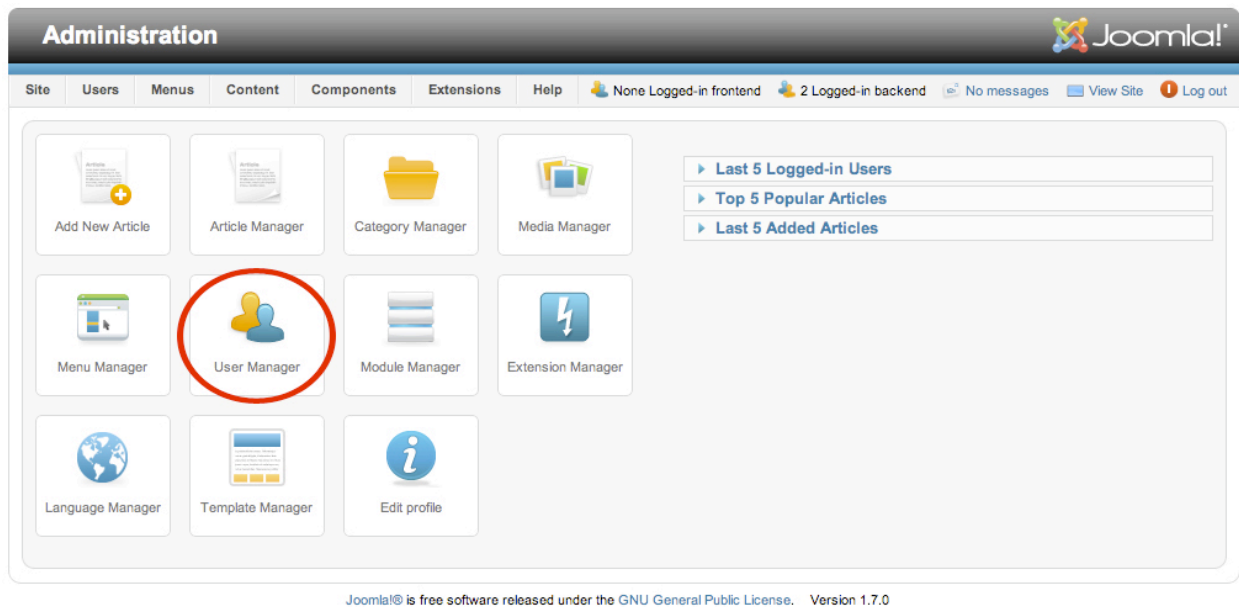 Administration
Joomla!
Site Users Menus Content Components Extensions Help None Logged-in frontend 2 Logged-in backend No messages View Site Log out
Add New Article Article Manager Category Manager Media Manager
Last 5 Logged-in Users
Top 5 Popular Articles
Last 5 Added Articles
Menu Manager User Manager Module Manager Extension Manager
Language Manager Template Manager Edit profile
Joomla!® is free software released under the GNU General Public License. Version 1.7.0